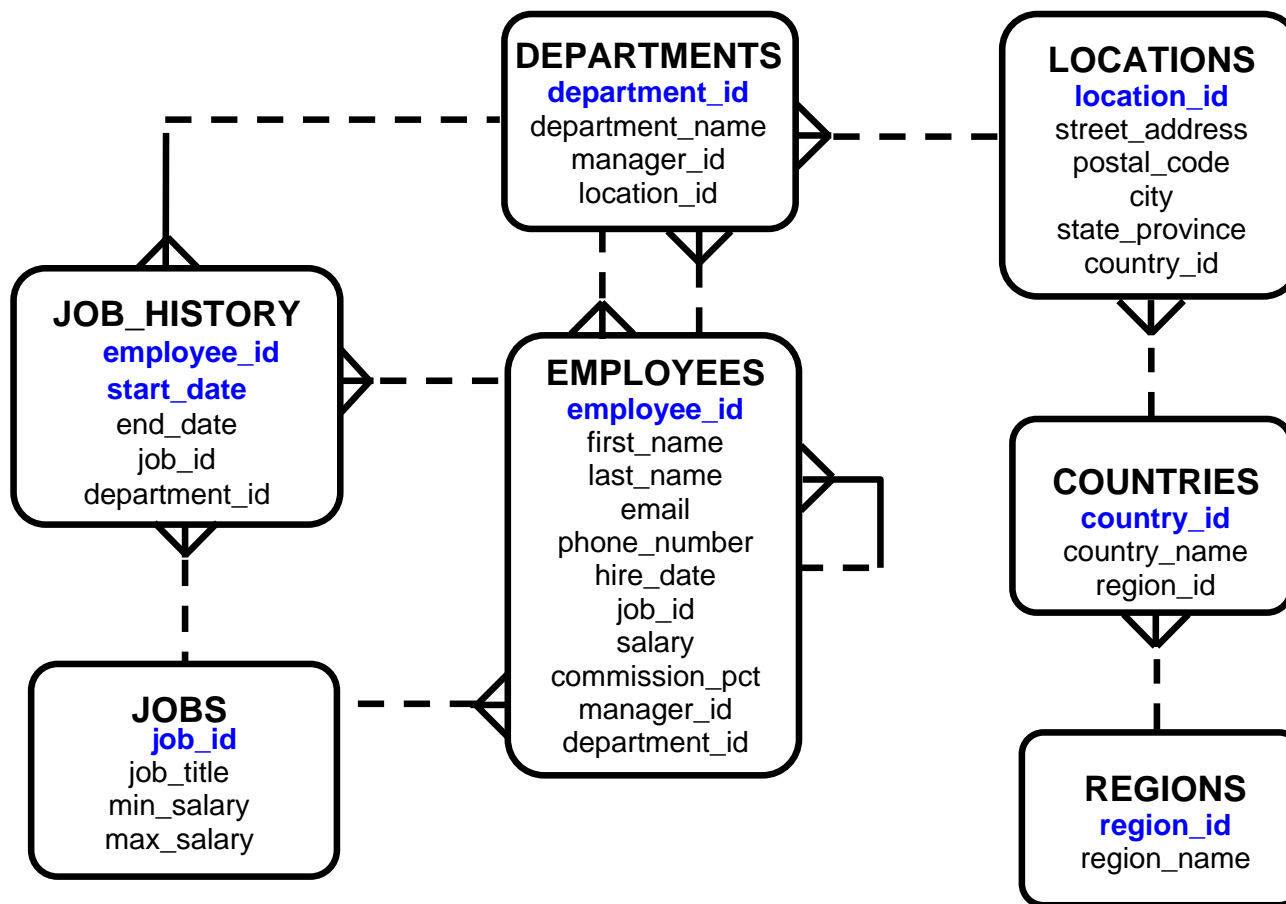 DEPARTMENTS
department_id
department_name
manager_id
location_id
LOCATIONS
location_id
street_address
postal_code
city
state_province
country_id
JOB_HISTORY
employee_id
start_date
end_date
job_id
department_id
EMPLOYEES
employee_id
first_name
last_name
email
phone_number
hire_date
job_id
salary
commission_pct
manager_id
department_id
COUNTRIES
country_id
country_name
region_id
JOBS
job_id
job_title
min_salary
max_salary
REGIONS
region_id
region_name